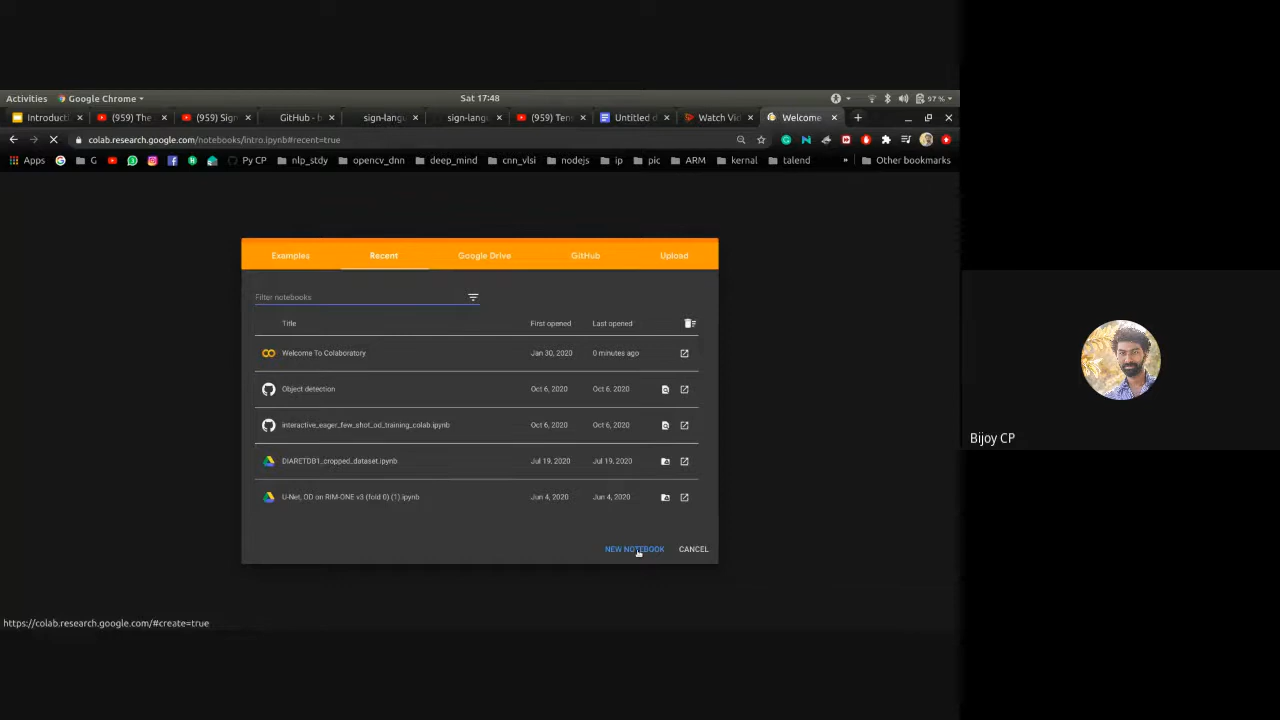 Activities Google Chrome Sat 17:48 97 %
Introducti (959) The (959) Sign GitHub - b sign-langu sign-lang (959) Tens Untitled d Watch Vid Welcome
colab.research.google.com/notebooks/intro.ipynb#recent=true
Apps G Py CP nlp_stdy opencv_dnn deep_mind cnn_vlsi nodejs ip pic ARM kernal talend » Other bookmarks
Examples Recent Google Drive GitHub Upload
Filter notebooks
Title First opened Last opened
Welcome To Colaboratory Jan 30, 2020 0 minutes ago
Object detection Oct 6, 2020 Oct 6, 2020
interactive_eager_few_shot_od_training_colab.ipynb Oct 6, 2020 Oct 6, 2020
DIARETDB1_cropped_dataset.ipynb Jul 19, 2020 Jul 19, 2020
U-Net, OD on RIM-ONE v3 (fold 0) (1).ipynb Jun 4, 2020 Jun 4, 2020
NEW NOTEBOOK CANCEL
https://colab.research.google.com/#create=true
Bijoy CP